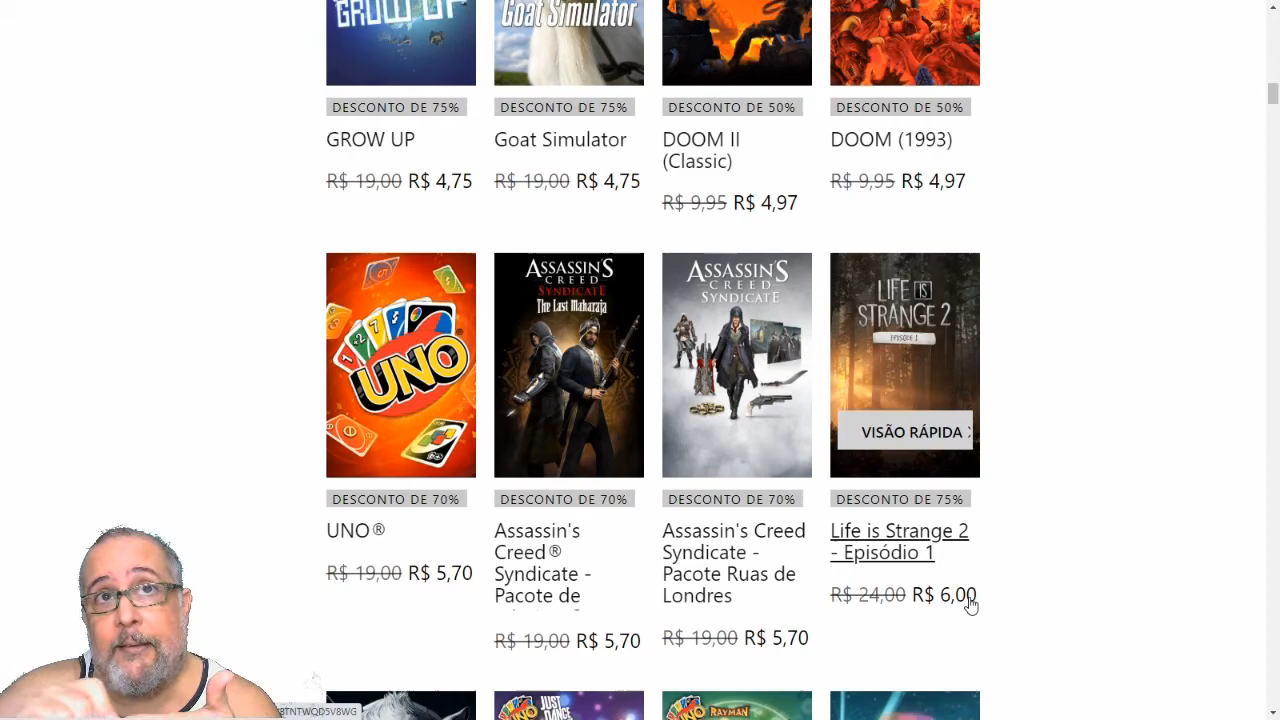 GROW UP
Goat Simulator
DESCONTO DE 75%
DESCONTO DE 75%
DESCONTO DE 50%
DESCONTO DE 50%
GROW UP
Goat Simulator
DOOM II
(Classic)
DOOM (1993)
R$ 19,00 R$ 4,75
R$ 19,00 R$ 4,75
R$ 9,95 R$ 4,97
R$ 9,95 R$ 4,97
UNO
ASSASSIN'S
CREED
SYNDICATE
The Last Maharaja
ASSASSIN'S
CREED
SYNDICATE
LIFE IS
STRANGE 2
EPISODE 1
VISÃO RÁPIDA
DESCONTO DE 70%
DESCONTO DE 70%
DESCONTO DE 70%
DESCONTO DE 75%
UNO®
Assassin's
Creed®
Syndicate -
Pacote de
Assassin's Creed
Syndicate -
Pacote Ruas de
Londres
Life is Strange 2
- Episódio 1
R$ 19,00 R$ 5,70
R$ 19,00 R$ 5,70
R$ 19,00 R$ 5,70
R$ 24,00 R$ 6,00
JUST
DANCE
RAYMAN